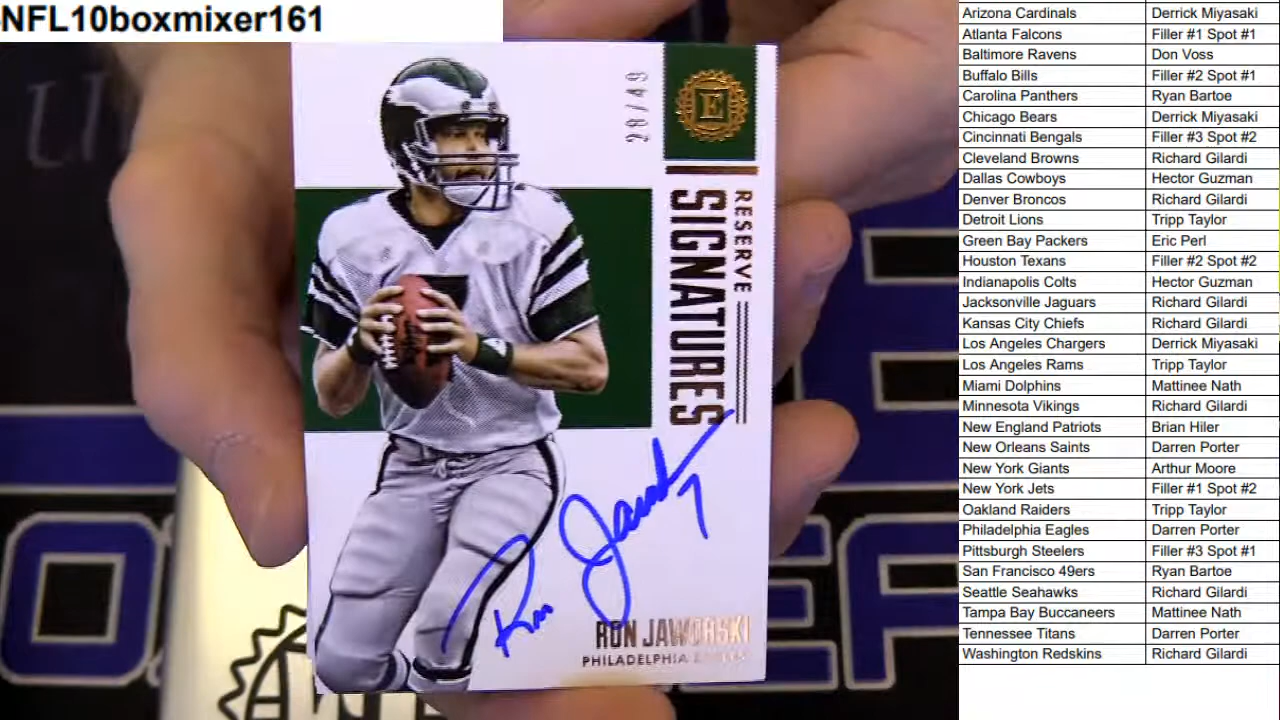 NFL10boxmixer161
28/49
E
RESERVE
SIGNATURES
Ron Jaworski 7
RON JAWORSKI
PHILADELPHIA EAGLES
Arizona Cardinals Derrick Miyasaki
Atlanta Falcons Filler #1 Spot #1
Baltimore Ravens Don Voss
Buffalo Bills Filler #2 Spot #1
Carolina Panthers Ryan Bartoe
Chicago Bears Derrick Miyasaki
Cincinnati Bengals Filler #3 Spot #2
Cleveland Browns Richard Gilardi
Dallas Cowboys Hector Guzman
Denver Broncos Richard Gilardi
Detroit Lions Tripp Taylor
Green Bay Packers Eric Perl
Houston Texans Filler #2 Spot #2
Indianapolis Colts Hector Guzman
Jacksonville Jaguars Richard Gilardi
Kansas City Chiefs Richard Gilardi
Los Angeles Chargers Derrick Miyasaki
Los Angeles Rams Tripp Taylor
Miami Dolphins Mattinee Nath
Minnesota Vikings Richard Gilardi
New England Patriots Brian Hiler
New Orleans Saints Darren Porter
New York Giants Arthur Moore
New York Jets Filler #1 Spot #2
Oakland Raiders Tripp Taylor
Philadelphia Eagles Darren Porter
Pittsburgh Steelers Filler #3 Spot #1
San Francisco 49ers Ryan Bartoe
Seattle Seahawks Richard Gilardi
Tampa Bay Buccaneers Mattinee Nath
Tennessee Titans Darren Porter
Washington Redskins Richard Gilardi